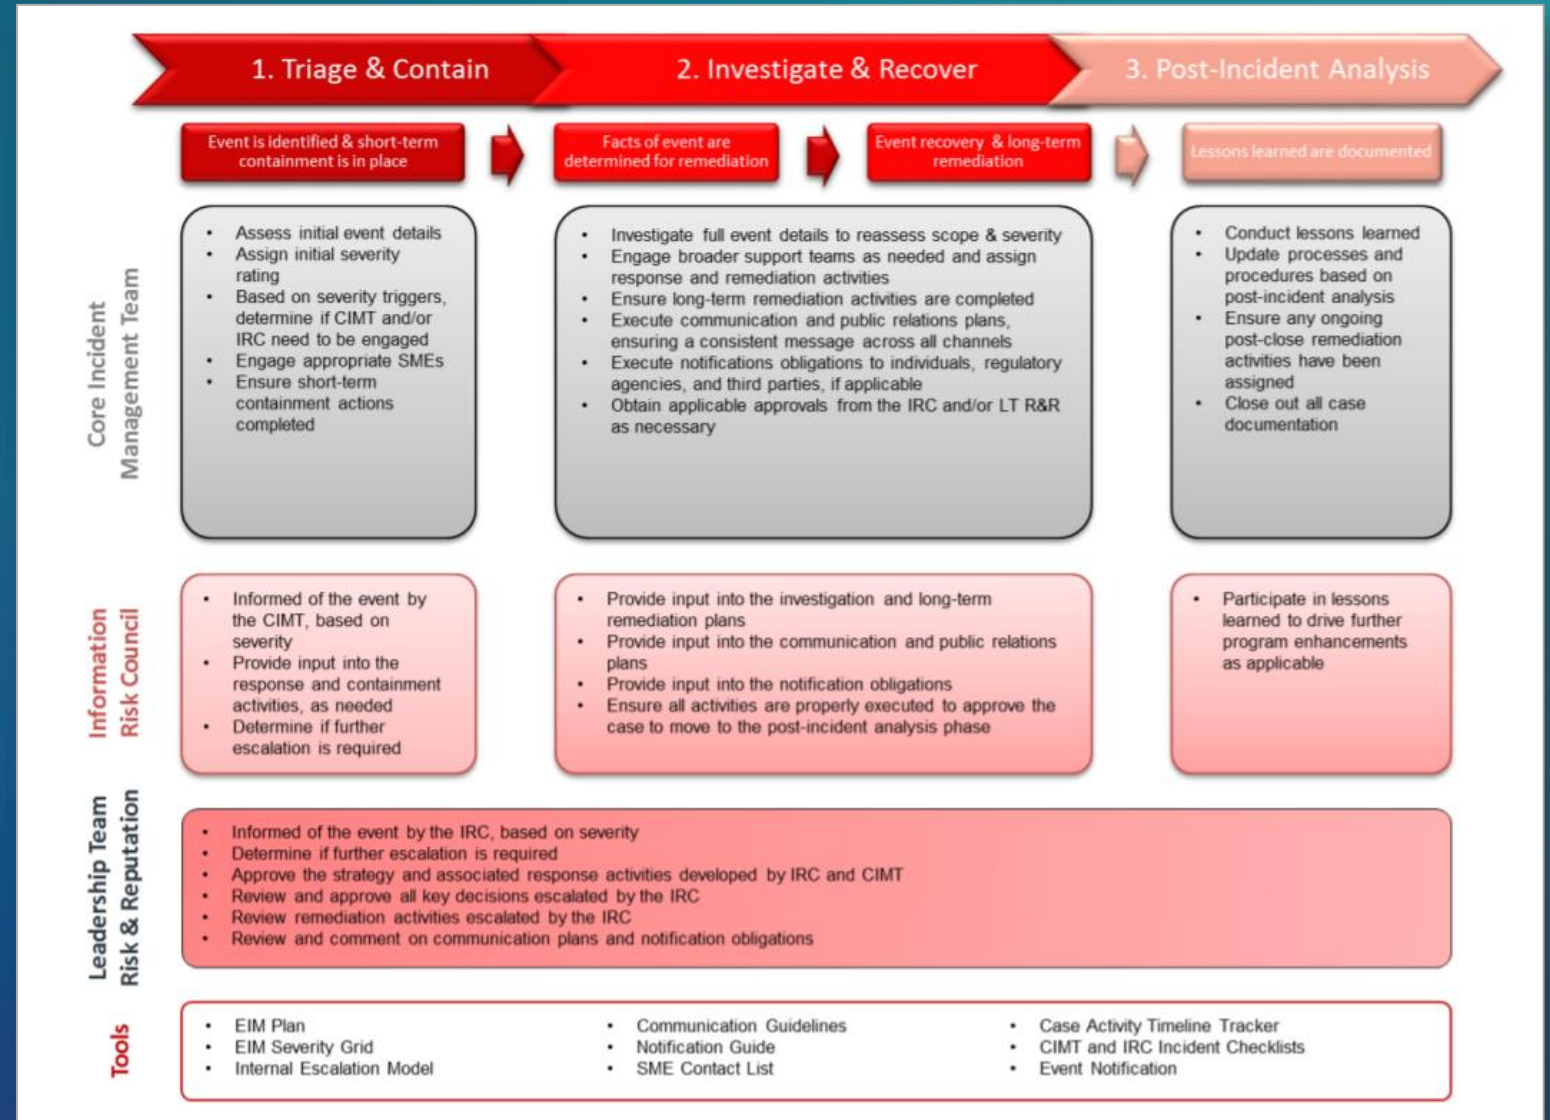 1. Triage & Contain
2. Investigate & Recover
3. Post-Incident Analysis
Event is identified & short-term
containment is in place
Facts of event are
determined for remediation
Event recovery & long-term
remediation
Lessons learned are documented
Core Incident
Management Team
• Assess initial event details
• Assign initial severity
rating
• Based on severity triggers,
determine if CIMT and/or
IRC need to be engaged
• Engage appropriate SMEs
• Ensure short-term
containment actions
completed
• Investigate full event details to reassess scope & severity
• Engage broader support teams as needed and assign
response and remediation activities
• Ensure long-term remediation activities are completed
• Execute communication and public relations plans,
ensuring a consistent message across all channels
• Execute notifications obligations to individuals, regulatory
agencies, and third parties, if applicable
• Obtain applicable approvals from the IRC and/or LT R&R
as necessary
• Conduct lessons learned
• Update processes and
procedures based on
post-incident analysis
• Ensure any ongoing
post-close remediation
activities have been
assigned
• Close out all case
documentation
Information
Risk Council
• Informed of the event by
the CIMT, based on
severity
• Provide input into the
response and containment
activities, as needed
• Determine if further
escalation is required
• Provide input into the investigation and long-term
remediation plans
• Provide input into the communication and public relations
plans
• Provide input into the notification obligations
• Ensure all activities are properly executed to approve the
case to move to the post-incident analysis phase
• Participate in lessons
learned to drive further
program enhancements
as applicable
Leadership Team
Risk & Reputation
• Informed of the event by the IRC, based on severity
• Determine if further escalation is required
• Approve the strategy and associated response activities developed by IRC and CIMT
• Review and approve all key decisions escalated by the IRC
• Review remediation activities escalated by the IRC
• Review and comment on communication plans and notification obligations
Tools
• EIM Plan
• EIM Severity Grid
• Internal Escalation Model
• Communication Guidelines
• Notification Guide
• SME Contact List
• Case Activity Timeline Tracker
• CIMT and IRC Incident Checklists
• Event Notification